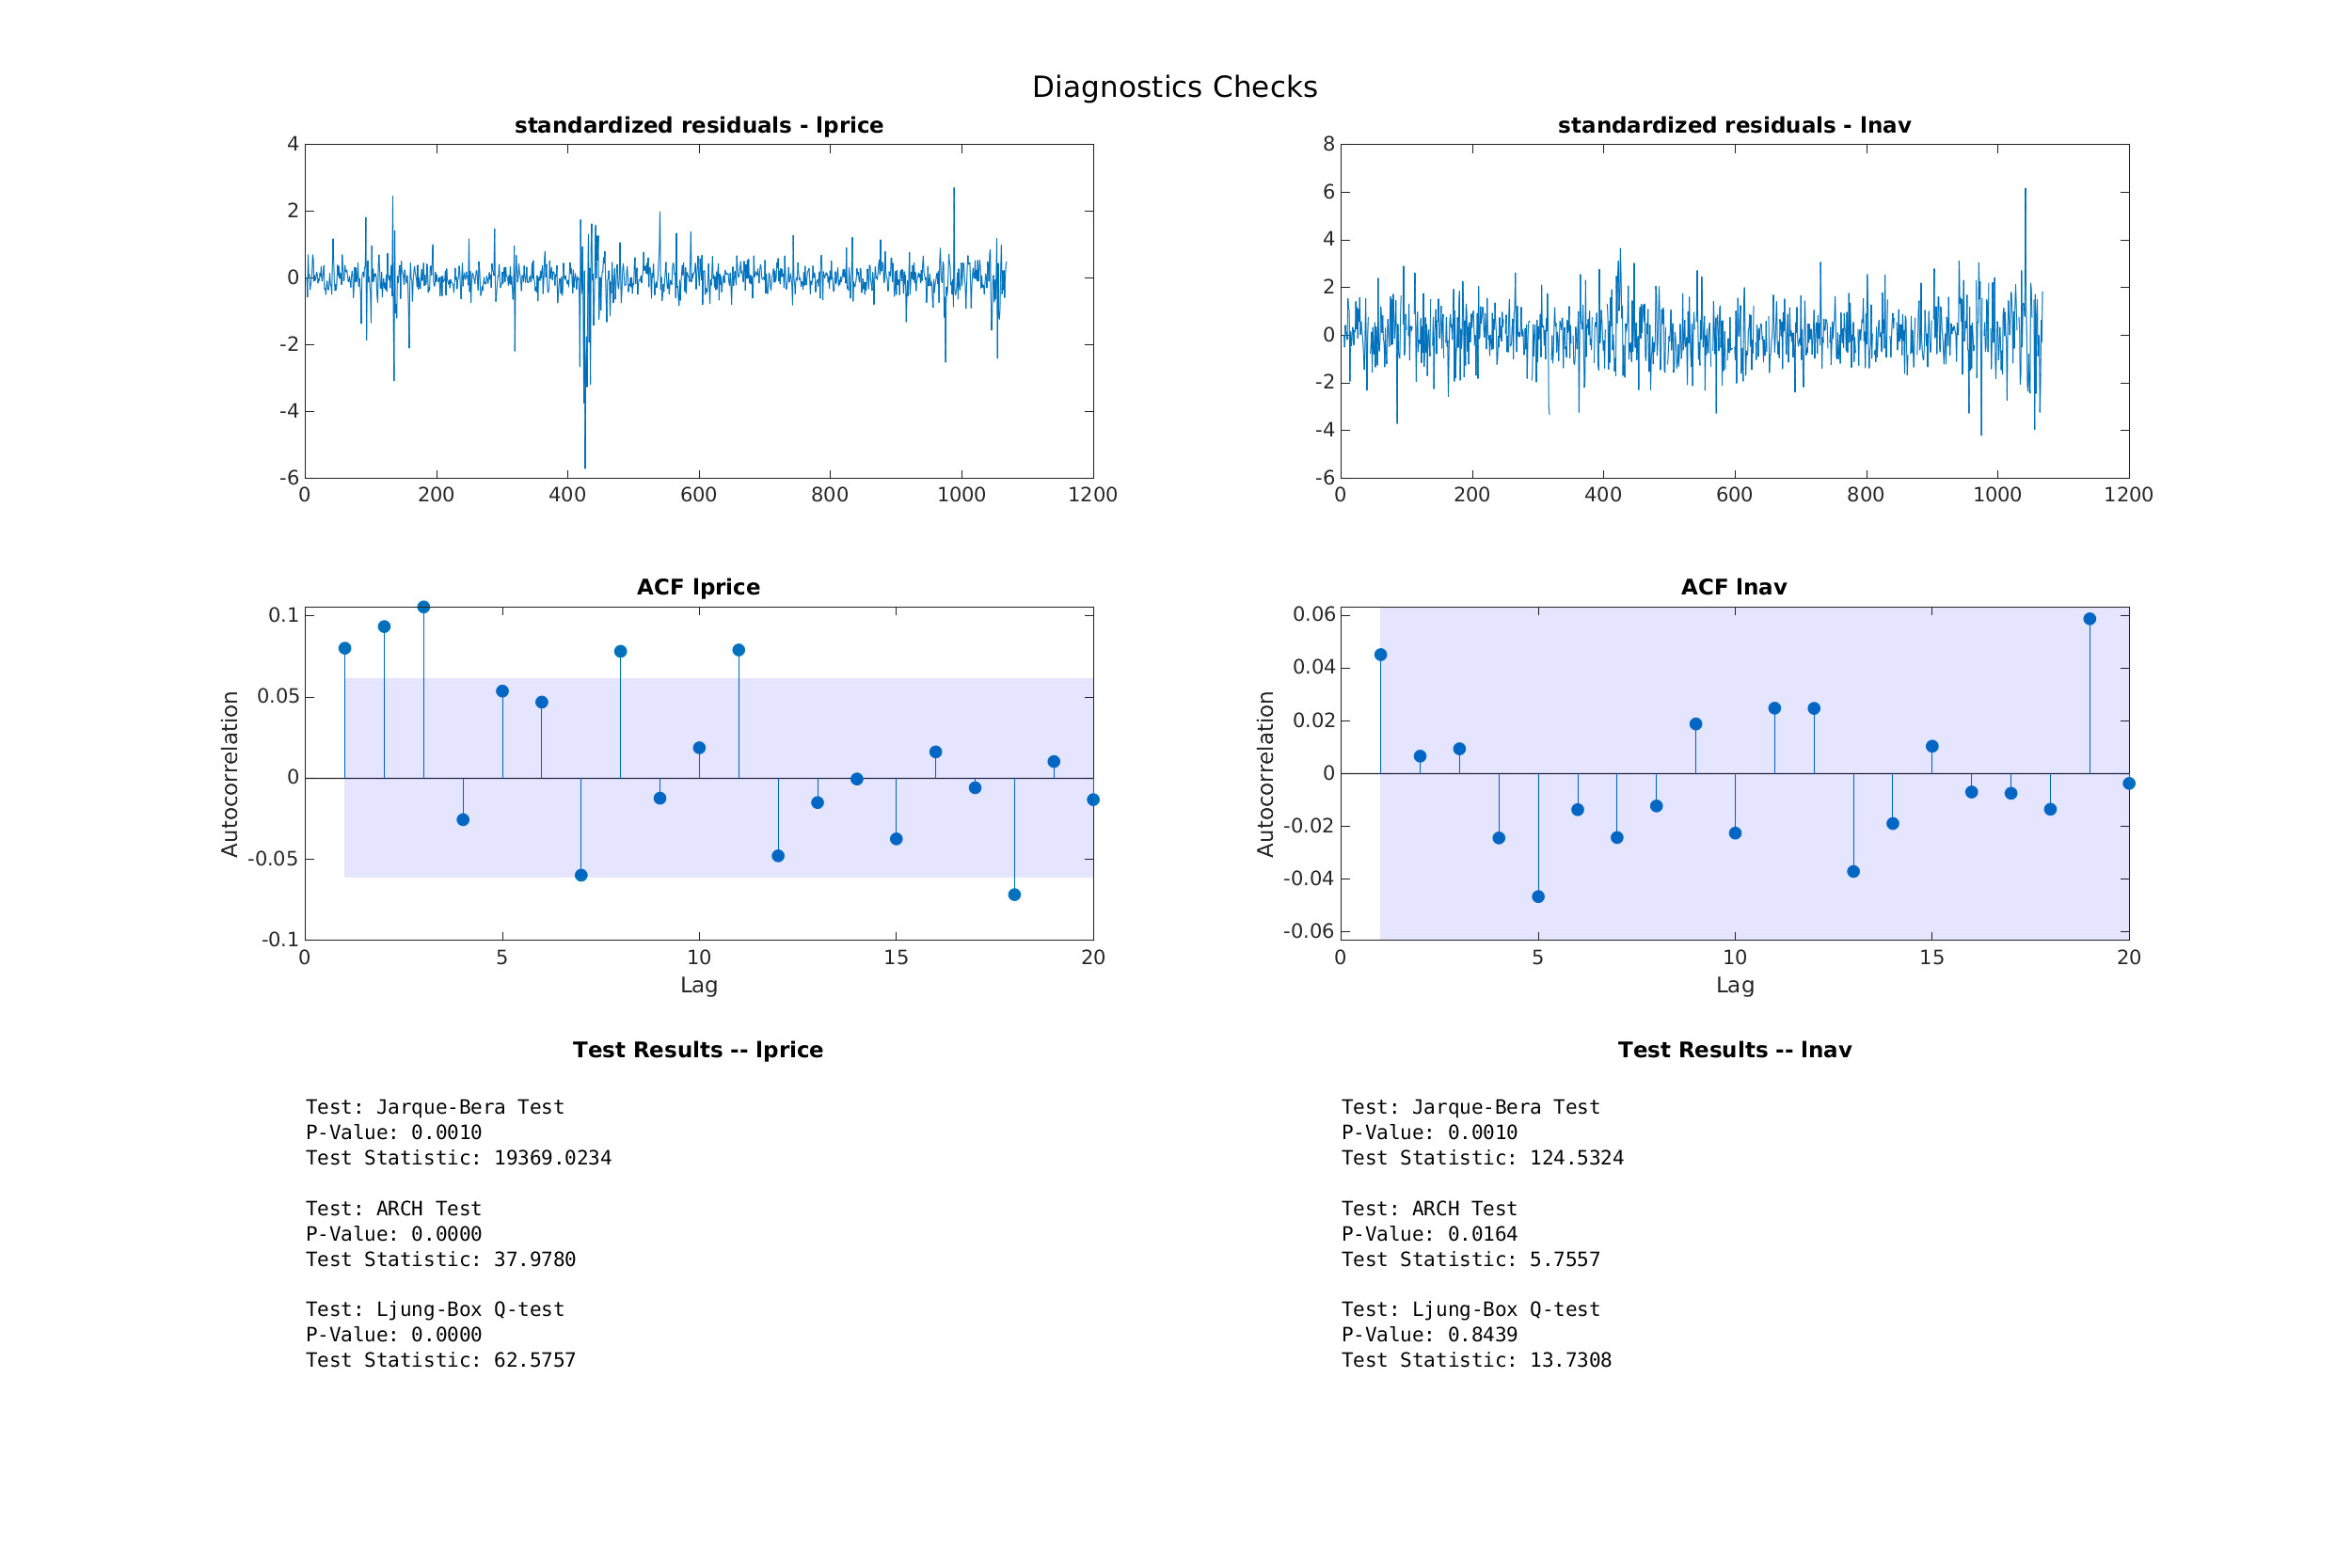 Diagnostics Checks
standardized residuals - lprice
4
2
0
-2
-4
-6
0 200 400 600 800 1000 1200
standardized residuals - lnav
8
6
4
2
0
-2
-4
-6
0 200 400 600 800 1000 1200
ACF lprice
Autocorrelation
0.1
0.05
0
-0.05
-0.1
0 5 10 15 20
Lag
ACF lnav
Autocorrelation
0.06
0.04
0.02
0
-0.02
-0.04
-0.06
0 5 10 15 20
Lag
Test Results -- lprice
Test: Jarque-Bera Test
P-Value: 0.0010
Test Statistic: 19369.0234
Test: ARCH Test
P-Value: 0.0000
Test Statistic: 37.9780
Test: Ljung-Box Q-test
P-Value: 0.0000
Test Statistic: 62.5757
Test Results -- lnav
Test: Jarque-Bera Test
P-Value: 0.0010
Test Statistic: 124.5324
Test: ARCH Test
P-Value: 0.0164
Test Statistic: 5.7557
Test: Ljung-Box Q-test
P-Value: 0.8439
Test Statistic: 13.7308